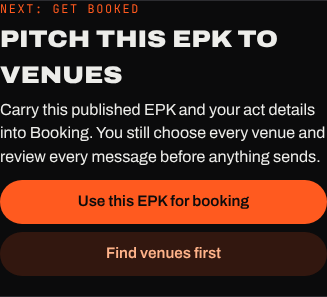 NEXT: GET BOOKED
PITCH THIS EPK TO
VENUES
Carry this published EPK and your act details
into Booking. You still choose every venue and
review every message before anything sends.
Use this EPK for booking
Find venues first